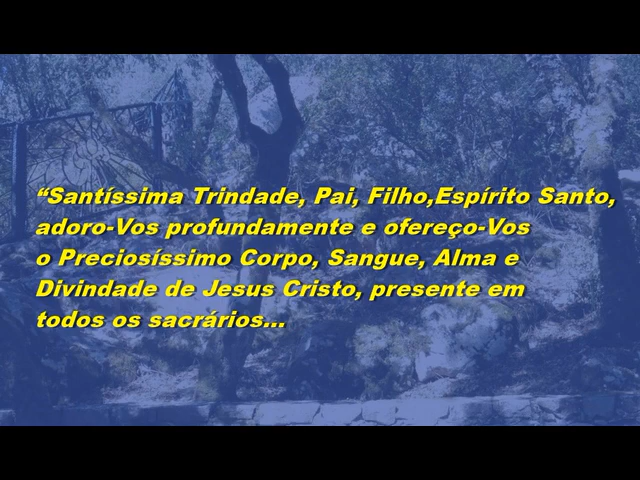 “Santíssima Trindade, Pai, Filho,Espírito Santo,
adoro-Vos profundamente e ofereço-Vos
o Preciosíssimo Corpo, Sangue, Alma e
Divindade de Jesus Cristo, presente em
todos os sacrários...